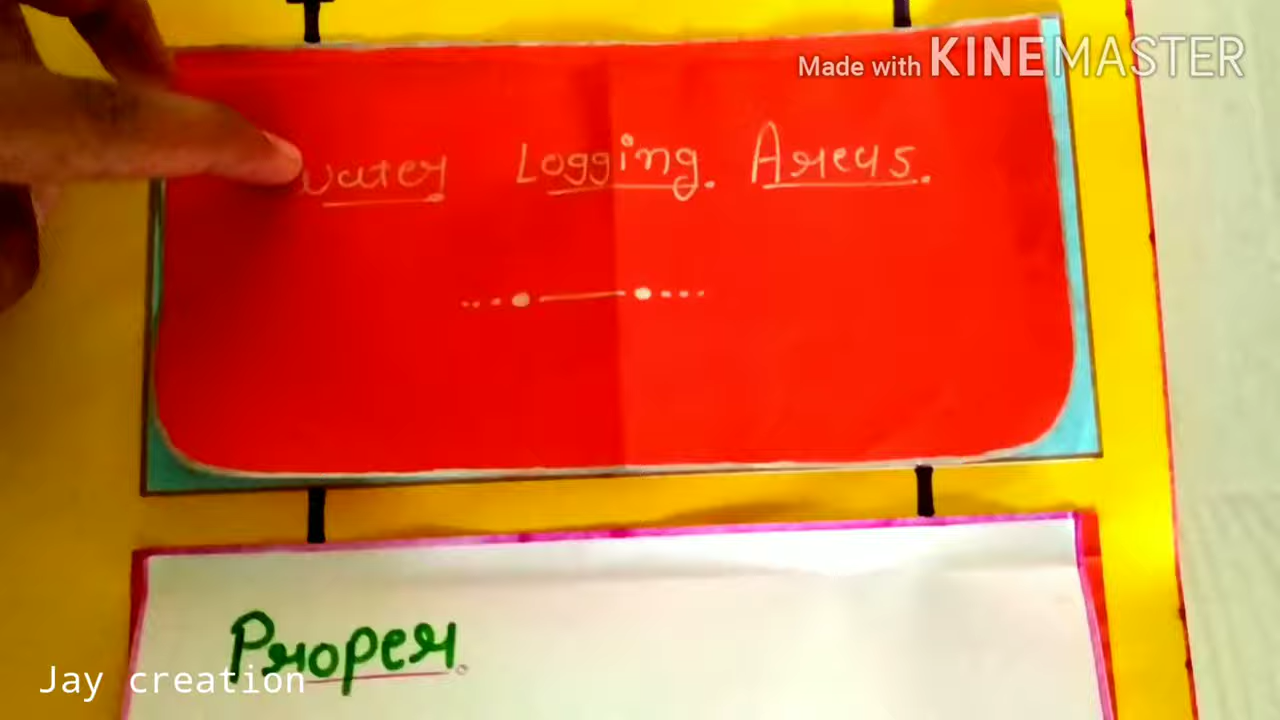 Made with KINEMASTER
Water Logging. Areas.
Proper.
Jay creation